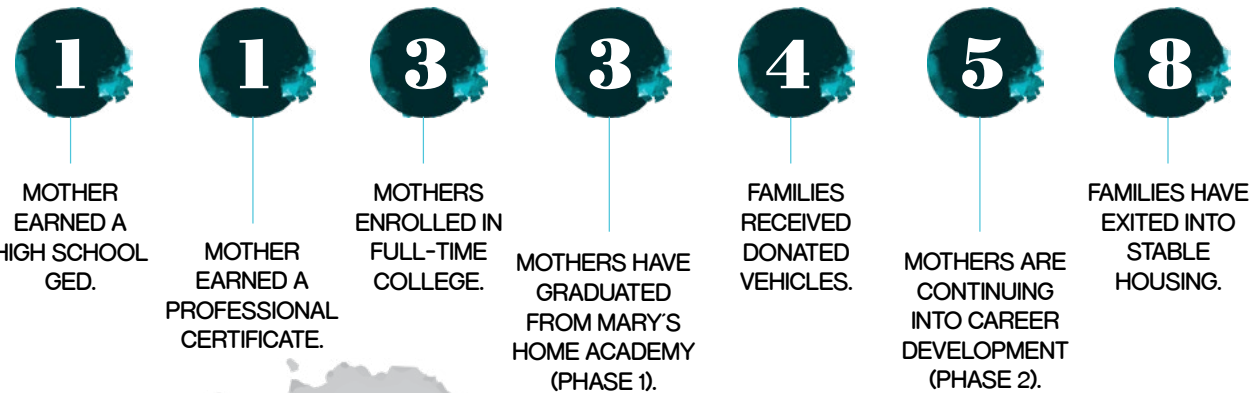 1
MOTHER
EARNED A
HIGH SCHOOL
GED.
1
MOTHER
EARNED A
PROFESSIONAL
CERTIFICATE.
3
MOTHERS
ENROLLED IN
FULL-TIME
COLLEGE.
3
MOTHERS HAVE
GRADUATED
FROM MARY'S
HOME ACADEMY
(PHASE 1).
4
FAMILIES
RECEIVED
DONATED
VEHICLES.
5
MOTHERS ARE
CONTINUING
INTO CAREER
DEVELOPMENT
(PHASE 2).
8
FAMILIES HAVE
EXITED INTO
STABLE
HOUSING.